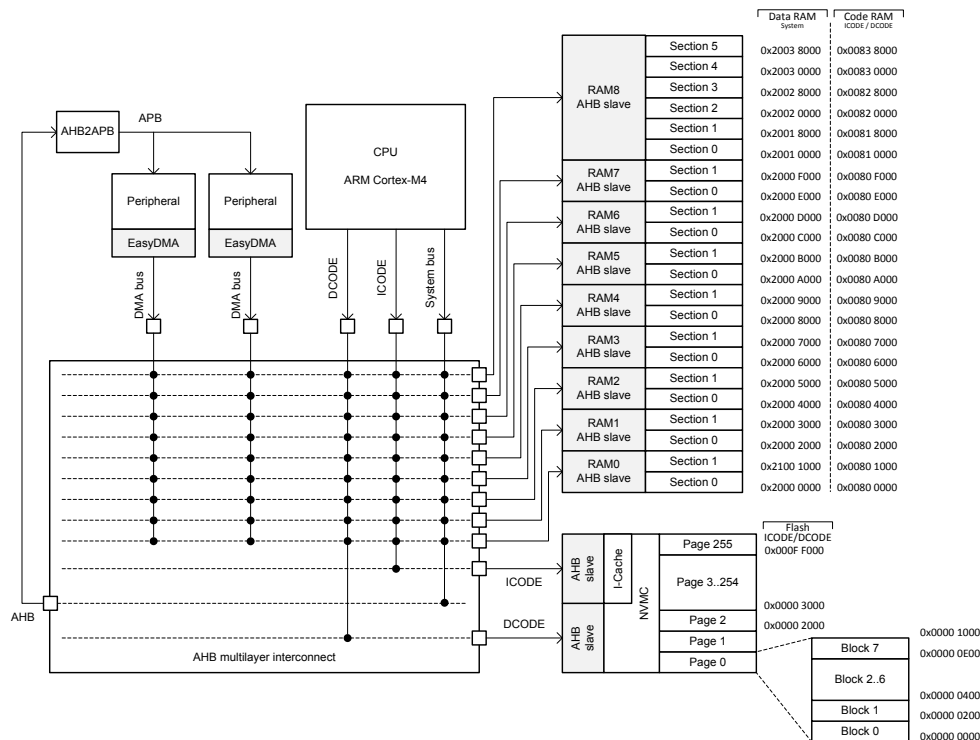 Data RAM
System
Code RAM
ICODE / DCODE
RAM8
AHB slave
Section 5
0x2003 8000
0x0083 8000
Section 4
0x2003 0000
0x0083 0000
Section 3
0x2002 8000
0x0082 8000
Section 2
0x2002 0000
0x0082 0000
Section 1
0x2001 8000
0x0081 8000
Section 0
0x2001 0000
0x0081 0000
RAM7
AHB slave
Section 1
0x2000 F000
0x0080 F000
Section 0
0x2000 E000
0x0080 E000
RAM6
AHB slave
Section 1
0x2000 D000
0x0080 D000
Section 0
0x2000 C000
0x0080 C000
RAM5
AHB slave
Section 1
0x2000 B000
0x0080 B000
Section 0
0x2000 A000
0x0080 A000
RAM4
AHB slave
Section 1
0x2000 9000
0x0080 9000
Section 0
0x2000 8000
0x0080 8000
RAM3
AHB slave
Section 1
0x2000 7000
0x0080 7000
Section 0
0x2000 6000
0x0080 6000
RAM2
AHB slave
Section 1
0x2000 5000
0x0080 5000
Section 0
0x2000 4000
0x0080 4000
RAM1
AHB slave
Section 1
0x2000 3000
0x0080 3000
Section 0
0x2000 2000
0x0080 2000
RAM0
AHB slave
Section 1
0x2100 1000
0x0080 1000
Section 0
0x2000 0000
0x0080 0000
AHB2APB
APB
CPU
ARM Cortex-M4
Peripheral
EasyDMA
Peripheral
EasyDMA
DMA bus
DMA bus
DCODE
ICODE
System bus
AHB multilayer interconnect
AHB
ICODE
DCODE
AHB
slave
AHB
slave
I-Cache
NVMC
Flash
ICODE/DCODE
Page 255
0x000F F000
Page 3..254
0x0000 3000
Page 2
0x0000 2000
Page 1
0x0000 1000
Page 0
Block 7
0x0000 0E00
Block 2..6
0x0000 0400
Block 1
0x0000 0200
Block 0
0x0000 0000